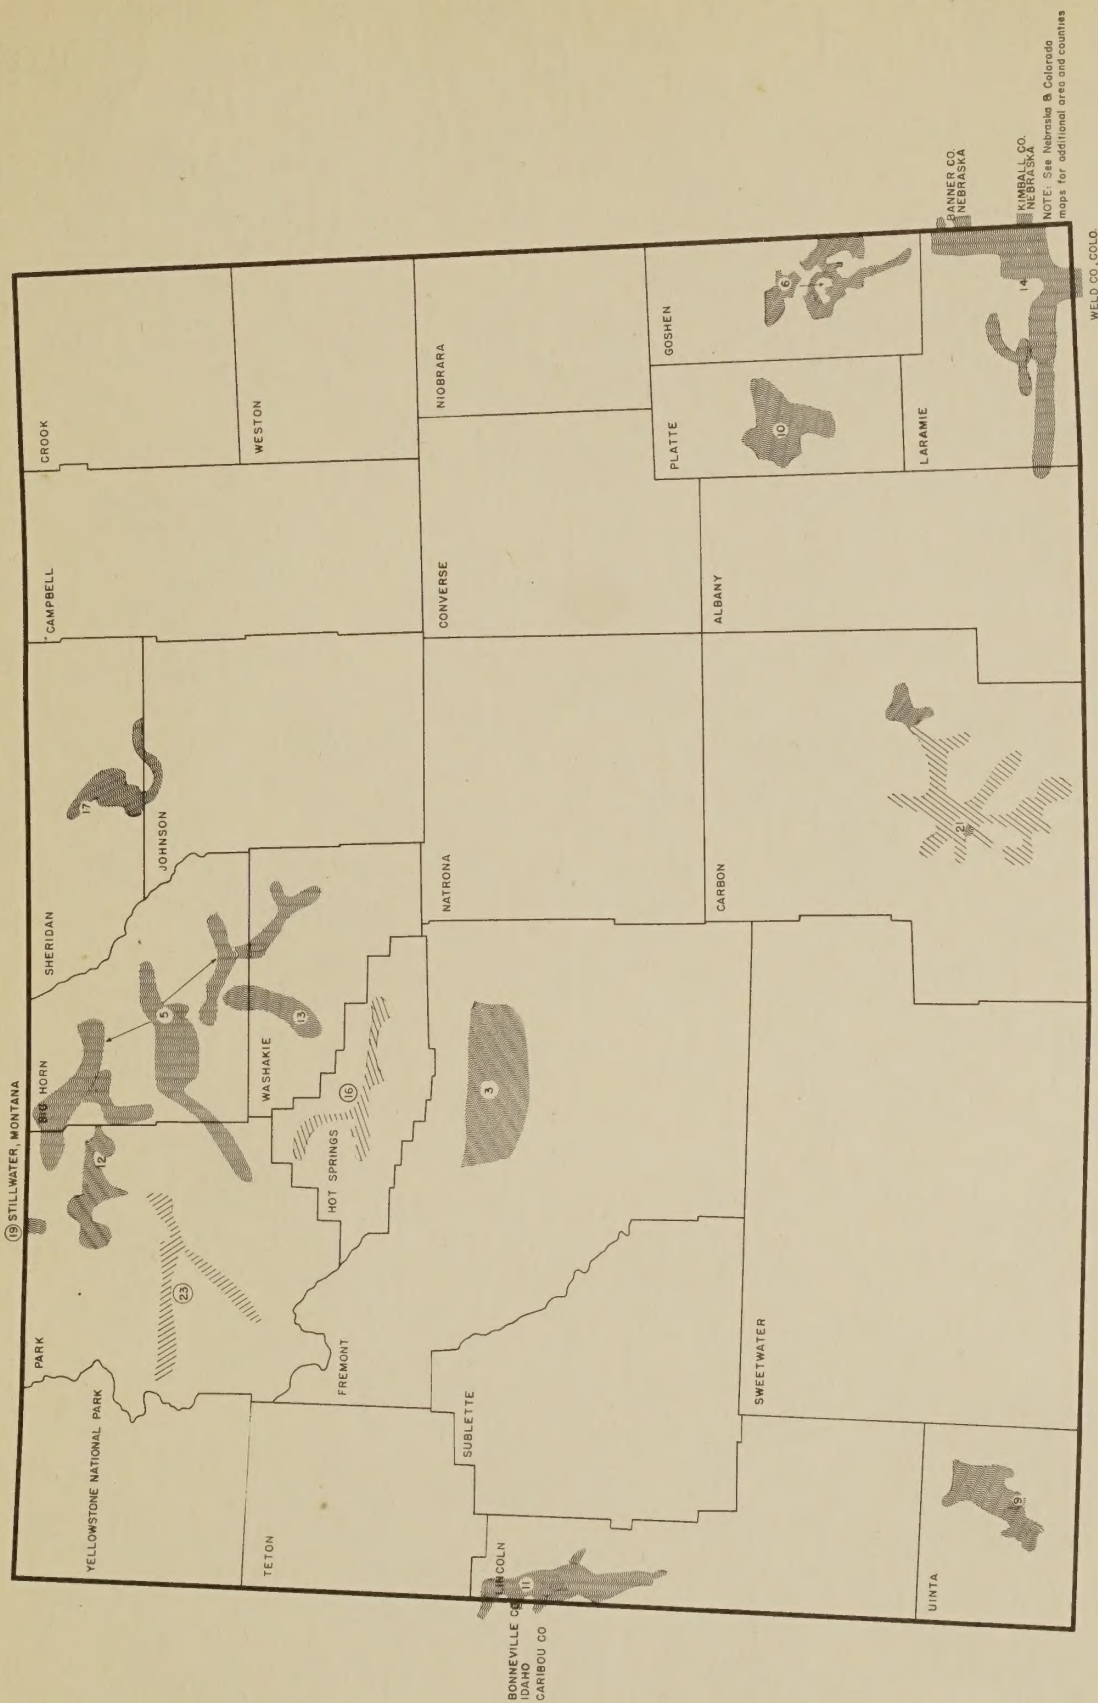 (19) STILLWATER, MONTANA
YELLOWSTONE NATIONAL PARK
PARK
BIG HORN
SHERIDAN
CAMPBELL
CROOK
12
23
5
17
JOHNSON
WESTON
TETON
FREMONT
HOT SPRINGS
16
WASHAKIE
13
NATRONA
CONVERSE
NIOBRARA
SUBLETTE
3
LINCOLN
11
BONNEVILLE CO
IDAHO
CARIBOU CO
PLATTE
10
GOSHEN
6
SWEETWATER
CARBON
21
ALBANY
LARAMIE
14
UINTA
9
BANNER CO.
NEBRASKA
KIMBALL CO.
NEBRASKA
NOTE: See Nebraska & Colorado
maps for additional area and counties
WELD CO., COLO.